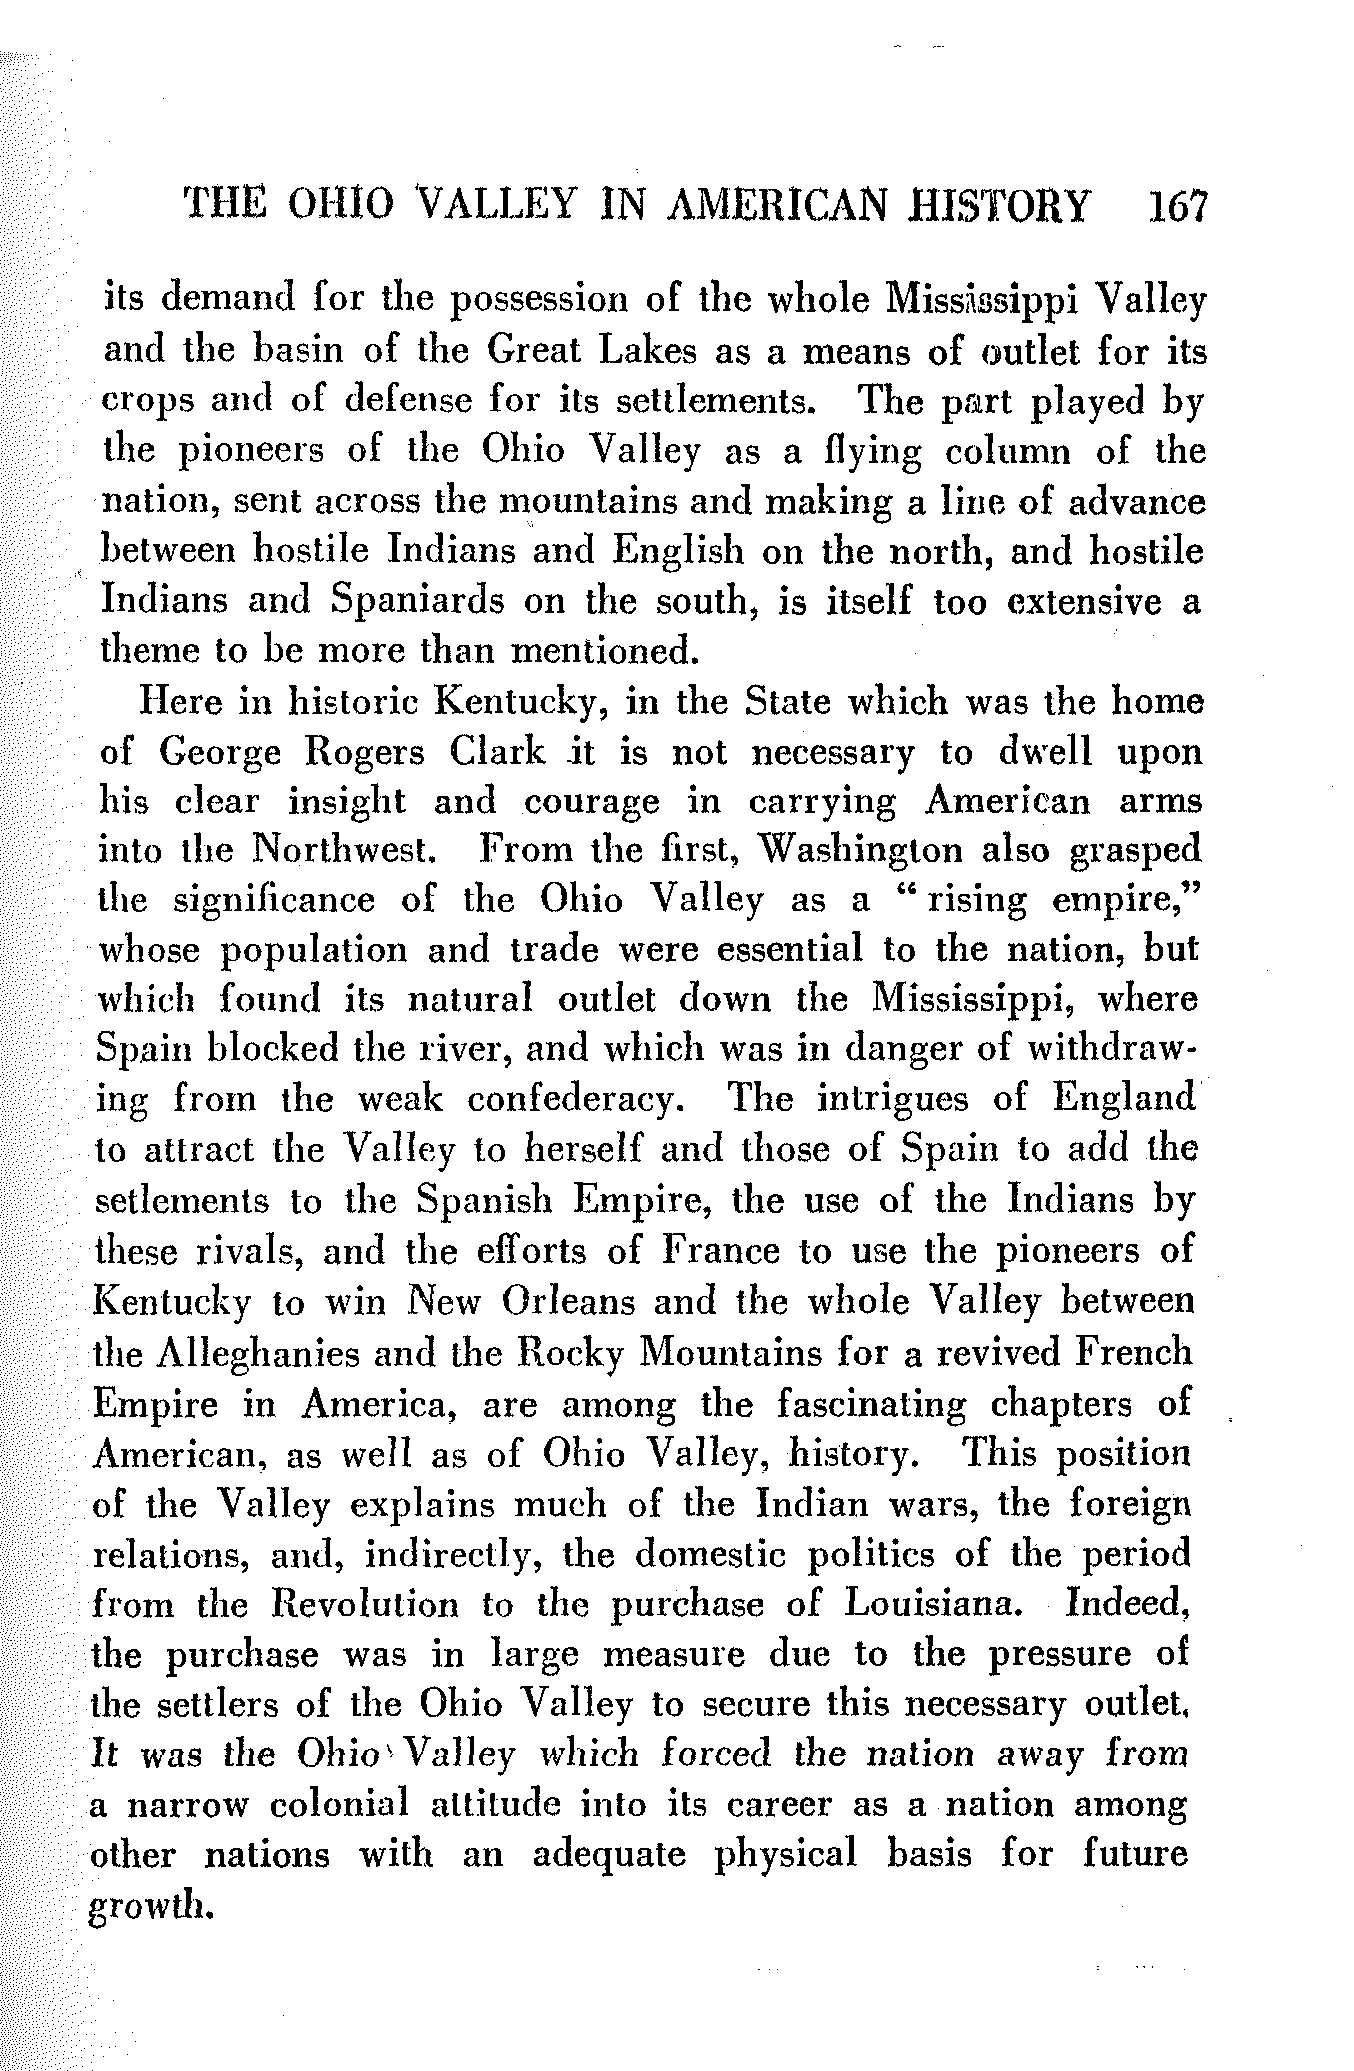 THE OHIO VALLEY IN AMERICAN HISTORY 167
its demand for the possession of the whole Mississippi Valley
and the basin of the Great Lakes as a means of outlet for its
crops and of defense for its settlements. The part played by
the pioneers of the Ohio Valley as a flying column of the
nation, sent across the mountains and making a line of advance
between hostile Indians and English on the north, and hostile
Indians and Spaniards on the south, is itself too extensive a
theme to be more than mentioned.
Here in historic Kentucky, in the State which was the home
of George Rogers Clark it is not necessary to dwell upon
his clear insight and courage in carrying American arms
into the Northwest. From the first, Washington also grasped
the significance of the Ohio Valley as a “rising empire,”
whose population and trade were essential to the nation, but
which found its natural outlet down the Mississippi, where
Spain blocked the river, and which was in danger of withdraw-
ing from the weak confederacy. The intrigues of England
to attract the Valley to herself and those of Spain to add the
setlements to the Spanish Empire, the use of the Indians by
these rivals, and the efforts of France to use the pioneers of
Kentucky to win New Orleans and the whole Valley between
the Alleghanies and the Rocky Mountains for a revived French
Empire in America, are among the fascinating chapters of
American, as well as of Ohio Valley, history. This position
of the Valley explains much of the Indian wars, the foreign
relations, and, indirectly, the domestic politics of the period
from the Revolution to the purchase of Louisiana. Indeed,
the purchase was in large measure due to the pressure of
the settlers of the Ohio Valley to secure this necessary outlet.
It was the Ohio Valley which forced the nation away from
a narrow colonial attitude into its career as a nation among
other nations with an adequate physical basis for future
growth.